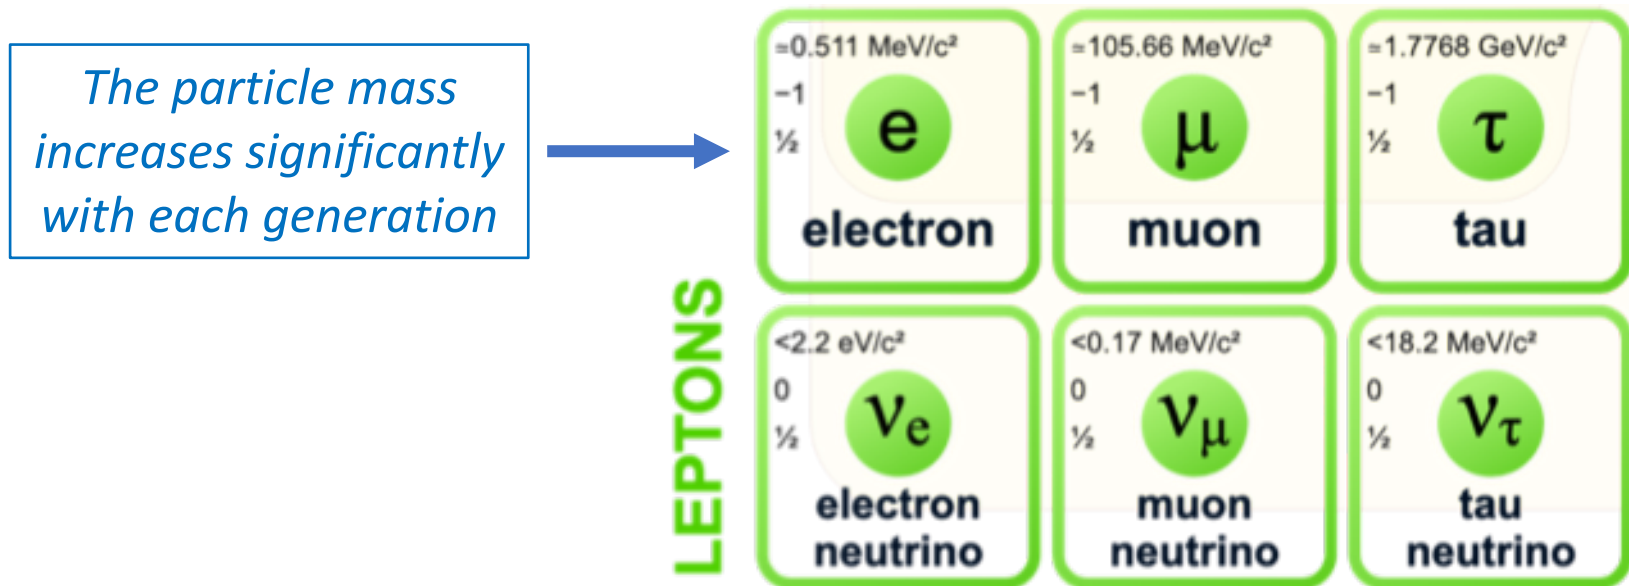 The particle mass
increases significantly
with each generation
LEPTONS
≃0.511 MeV/c²
−1
½
e
electron
≃105.66 MeV/c²
−1
½
μ
muon
≃1.7768 GeV/c²
−1
½
τ
tau
<2.2 eV/c²
0
½
νe
electron
neutrino
<0.17 MeV/c²
0
½
νμ
muon
neutrino
<18.2 MeV/c²
0
½
ντ
tau
neutrino